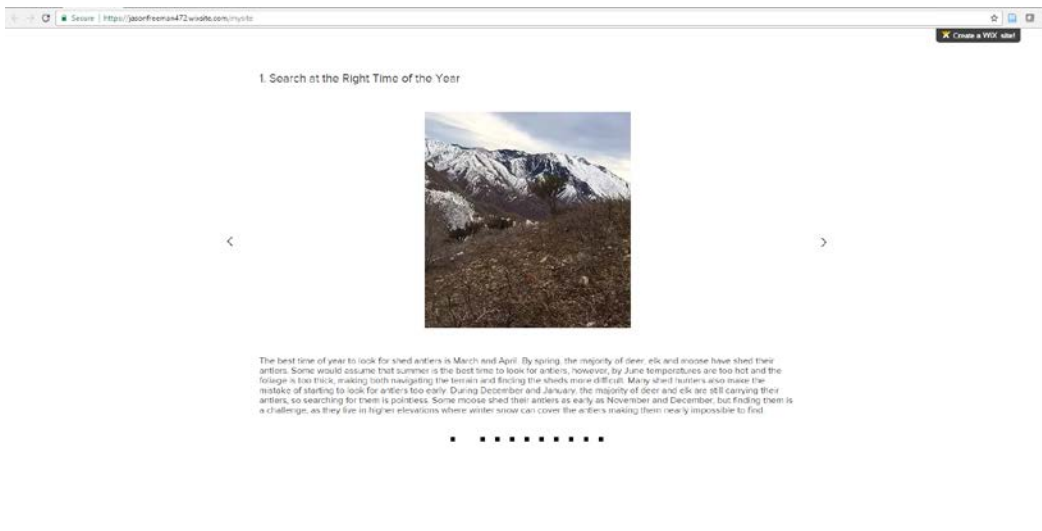 Secure | https://jasonfreeman472.wixsite.com/mysite
Create a WiX site!
1. Search at the Right Time of the Year
The best time of year to look for shed antlers is March and April. By spring, the majority of deer, elk and moose have shed their
antlers. Some would assume that summer is the best time to look for antlers, however, by June temperatures are too hot and the
foliage is too thick, making both navigating the terrain and finding the sheds more difficult. Many shed hunters also make the
mistake of starting to look for antlers too early. During December and January, the majority of deer and elk are still carrying their
antlers, so searching for them is pointless. Some moose shed their antlers as early as November and December, but finding them is
a challenge, as they live in higher elevations where winter snow can cover the antlers making them nearly impossible to find.